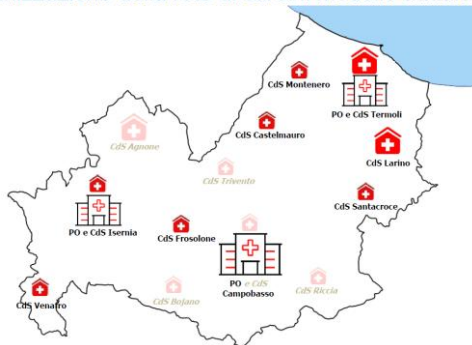 CdS Montenero
PO e CdS Termoli
CdS Castelmauro
CdS Agnone
CdS Larino
CdS Trivento
CdS Santacroce
PO e CdS Isernia
CdS Frosolone
PO e CdS
Campobasso
CdS Riccia
CdS Bojano
CdS Venafro